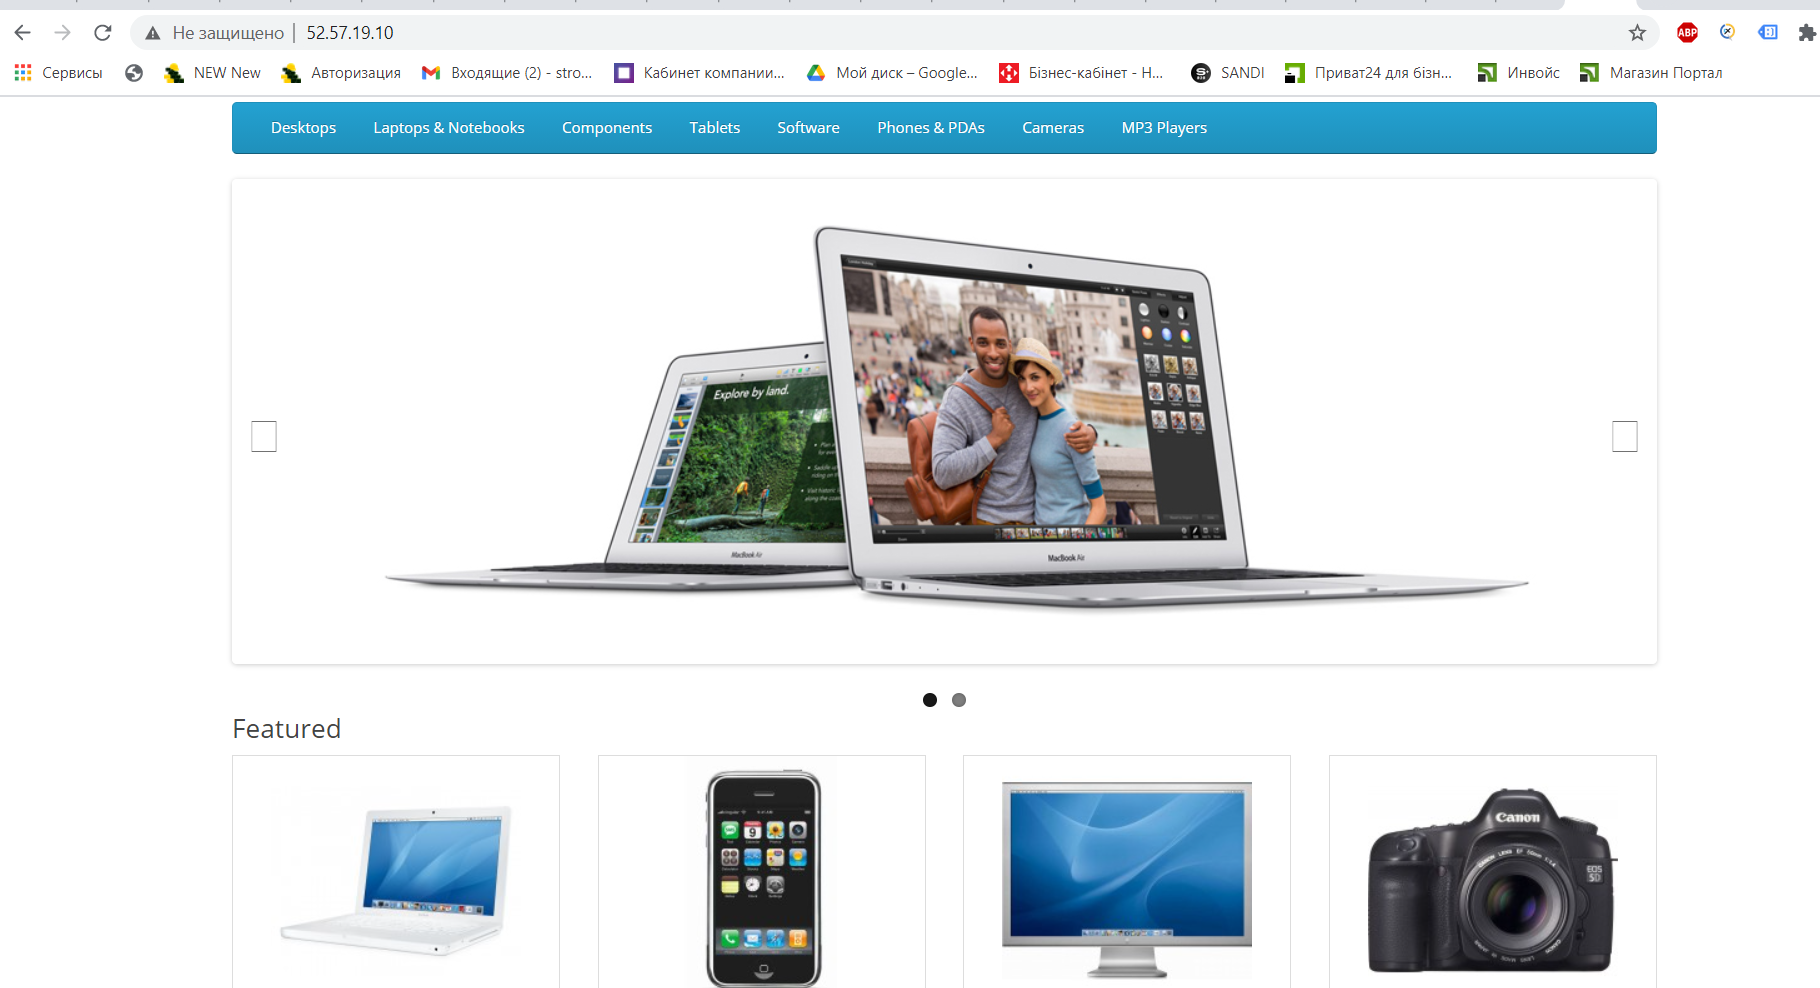 Не защищено | 52.57.19.10
ABP
Сервисы NEW New Авторизация Входящие (2) - stro... Кабинет компании... Мой диск – Google... Бізнес-кабінет - Н... SANDI Приват24 для бізн... Инвойс Магазин Портал
Desktops Laptops & Notebooks Components Tablets Software Phones & PDAs Cameras MP3 Players
Explore by land.
MacBook Air
MacBook Air
Featured
9
Canon
EOS
5D